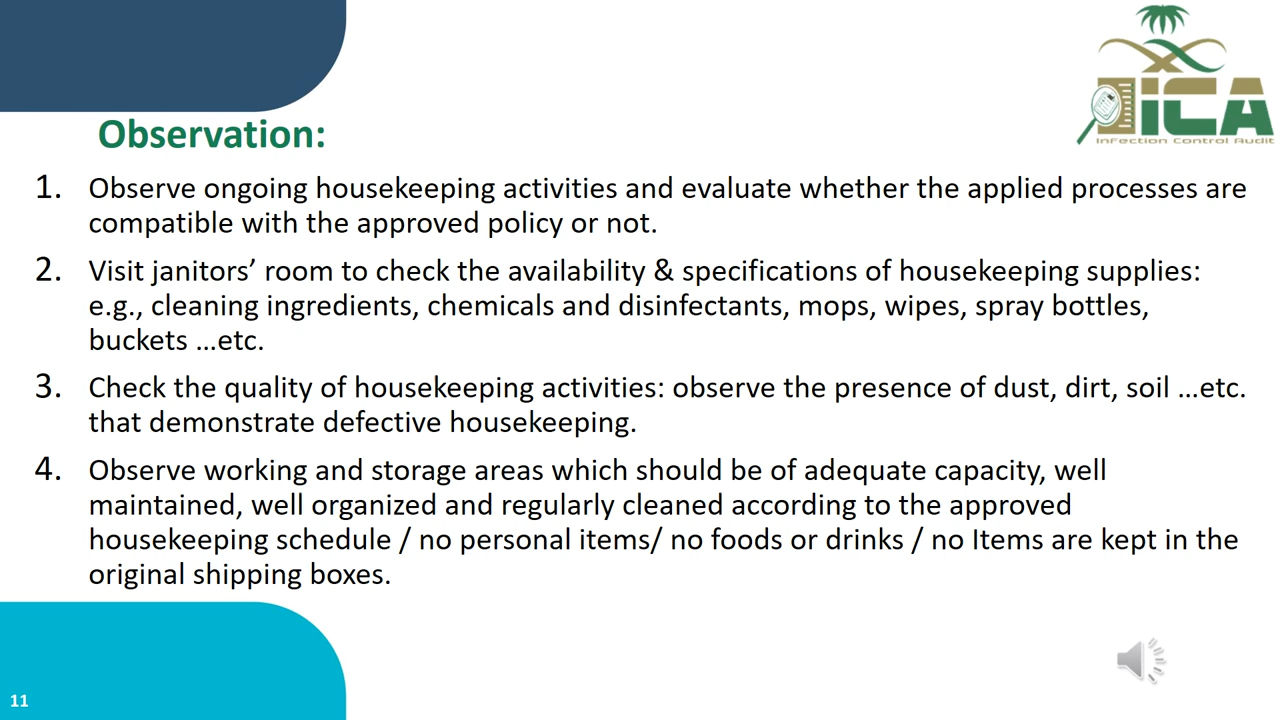 iCA
Infection Control Audit
Observation:
1. Observe ongoing housekeeping activities and evaluate whether the applied processes are
compatible with the approved policy or not.
2. Visit janitors’ room to check the availability & specifications of housekeeping supplies:
e.g., cleaning ingredients, chemicals and disinfectants, mops, wipes, spray bottles,
buckets ...etc.
3. Check the quality of housekeeping activities: observe the presence of dust, dirt, soil ...etc.
that demonstrate defective housekeeping.
4. Observe working and storage areas which should be of adequate capacity, well
maintained, well organized and regularly cleaned according to the approved
housekeeping schedule / no personal items/ no foods or drinks / no Items are kept in the
original shipping boxes.
11